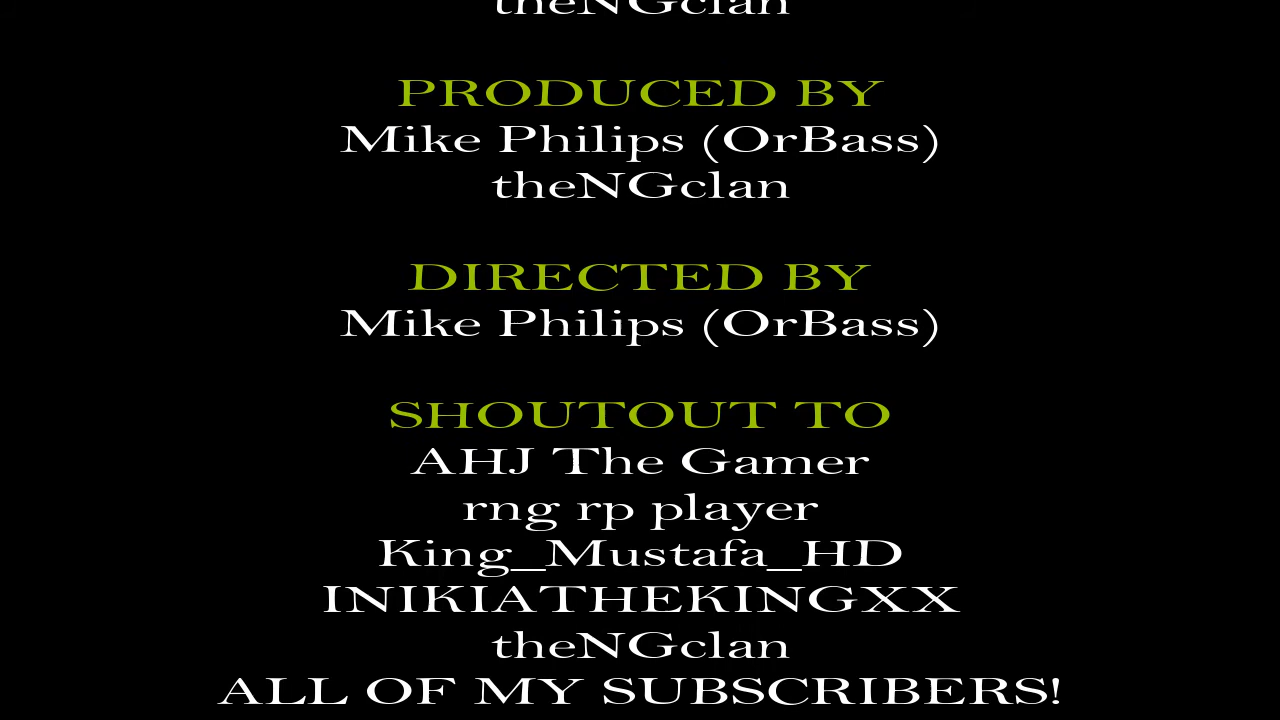 theNGclan
PRODUCED BY
Mike Philips (OrBass)
theNGclan
DIRECTED BY
Mike Philips (OrBass)
SHOUTOUT TO
AHJ The Gamer
rng rp player
King_Mustafa_HD
INIKIATHEKINGXX
theNGclan
ALL OF MY SUBSCRIBERS!